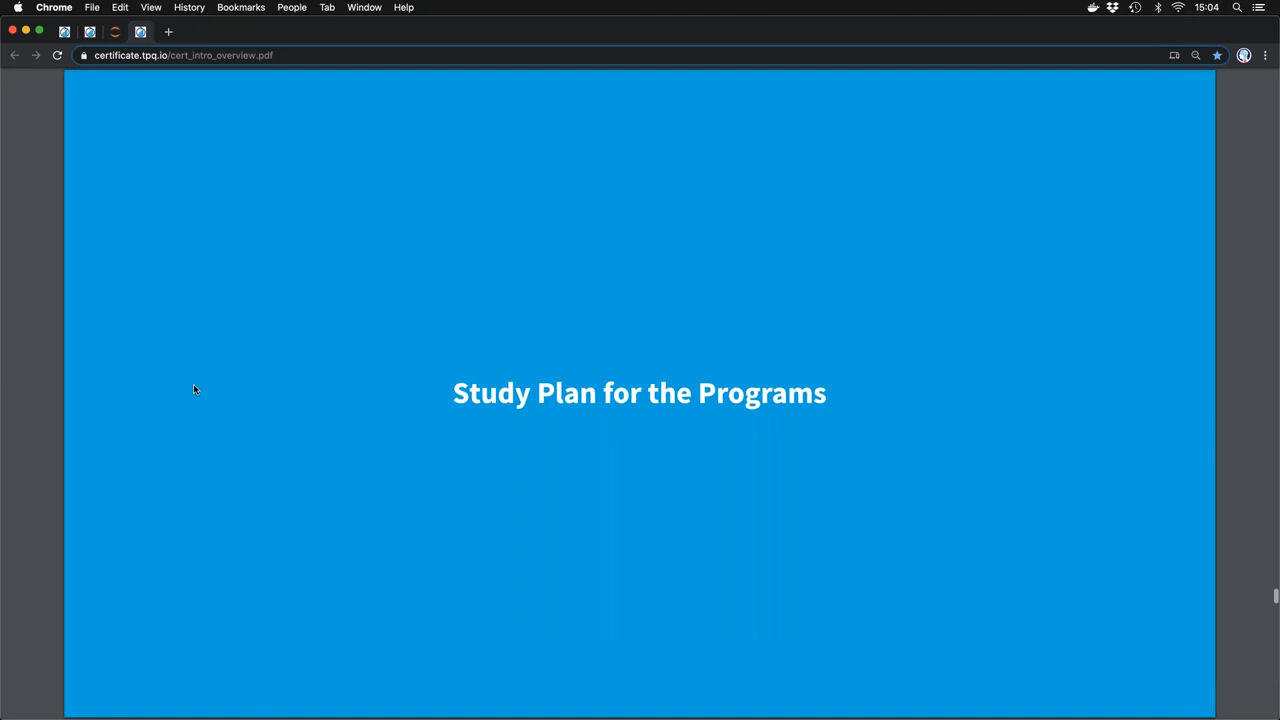 Chrome File Edit View History Bookmarks People Tab Window Help 15:04
certificate.tpq.io/cert_intro_overview.pdf
Study Plan for the Programs